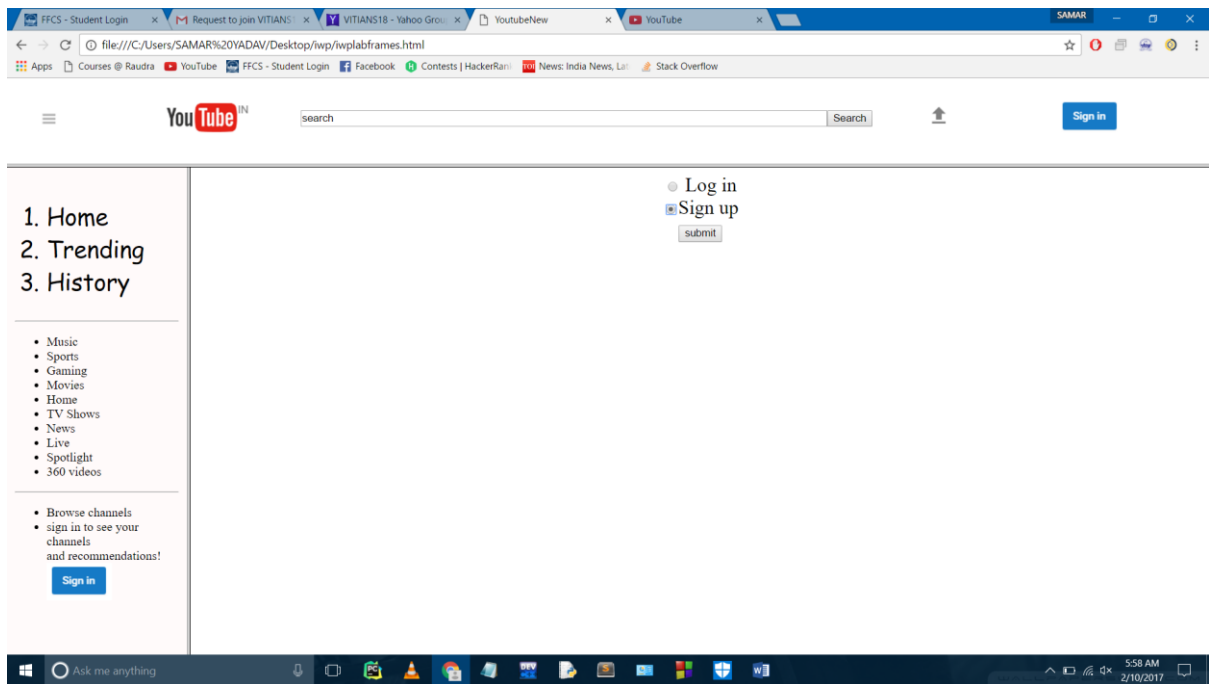 FFCS - Student Login
Request to join VITIANS1
VITIANS18 - Yahoo Grou
YoutubeNew
YouTube
SAMAR
file:///C:/Users/SAMAR%20YADAV/Desktop/iwp/iwplabframes.html
Apps Courses @ Raudra YouTube FFCS - Student Login Facebook Contests | HackerRan TOI News: India News, Lat Stack Overflow
YouTube IN
search
Search
Sign in
1. Home
2. Trending
3. History
Music
Sports
Gaming
Movies
Home
TV Shows
News
Live
Spotlight
360 videos
Browse channels
sign in to see your
channels
and recommendations!
Sign in
Log in
Sign up
submit
Ask me anything
PC
DEV
5:58 AM
2/10/2017